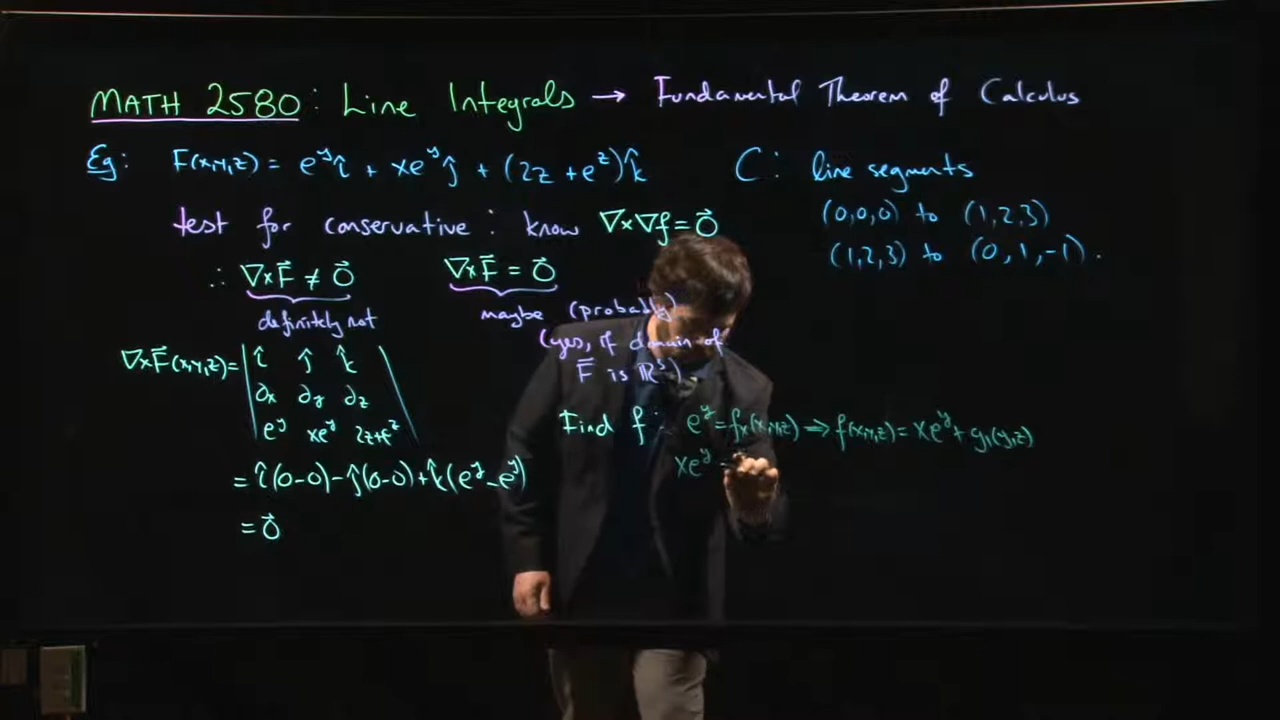 MATH 2580: Line Integrals → Fundamental Theorem of Calculus
Eg: F(x,y,z) = e^y î + xe^y ĵ + (2z + e^z) k̂
C: line segments
(0,0,0) to (1,2,3)
(1,2,3) to (0,1,-1).
test for conservative: know ∇×∇f = 0⃗
∴ ∇×F⃗ ≠ 0⃗
definitely not
∇×F⃗ = 0⃗
maybe (probably)
(yes, if domain of
F⃗ is ℝ³)
∇×F⃗(x,y,z) = | î ĵ k̂ |
∂x ∂y ∂z
e^y xe^y 2z+e^z
= î(0-0) - ĵ(0-0) + k̂(e^y - e^y)
= 0⃗
Find f: e^y = fx(x,y,z) ⇒ f(x,y,z) = xe^y + g₁(y,z)
xe^y =